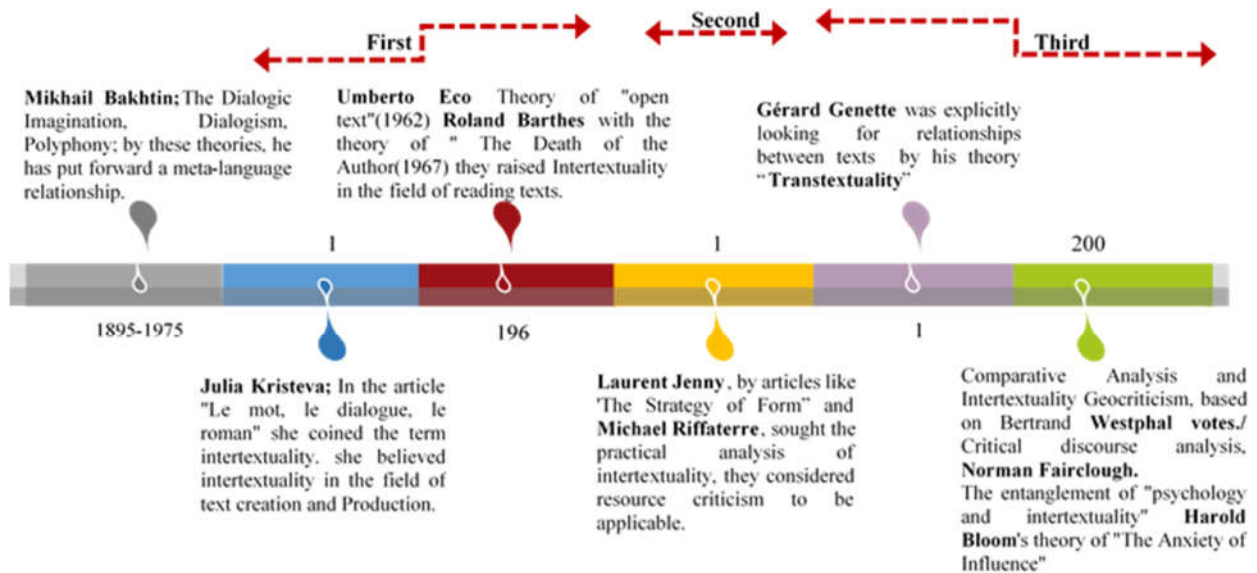 First
Second
Third
Mikhail Bakhtin; The Dialogic
Imagination, Dialogism,
Polyphony; by these theories, he
has put forward a meta-language
relationship.
Umberto Eco Theory of "open
text"(1962) Roland Barthes with the
theory of " The Death of the
Author(1967) they raised Intertextuality
in the field of reading texts.
Gérard Genette was explicitly
looking for relationships
between texts by his theory
“Transtextuality”
1
1
200
1895-1975
196
1
Julia Kristeva; In the article
"Le mot, le dialogue, le
roman" she coined the term
intertextuality. she believed
intertextuality in the field of
text creation and Production.
Laurent Jenny, by articles like
'The Strategy of Form” and
Michael Riffaterre, sought the
practical analysis of
intertextuality, they considered
resource criticism to be
applicable.
Comparative Analysis and
Intertextuality Geocriticism, based
on Bertrand Westphal votes./
Critical discourse analysis,
Norman Fairclough.
The entanglement of "psychology
and intertextuality" Harold
Bloom's theory of "The Anxiety of
Influence"